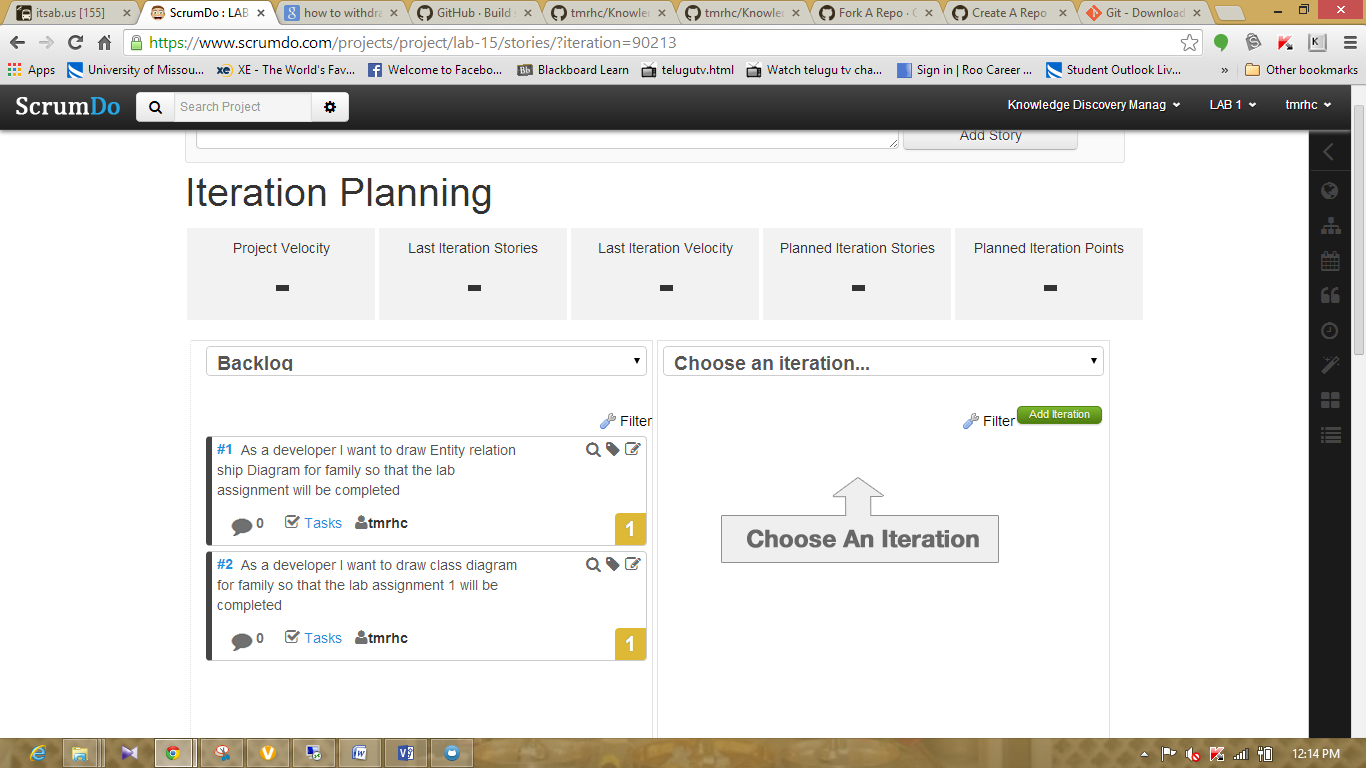 itsab.us [155]
ScrumDo : LAB
how to withdra
GitHub · Build s
tmrhc/Knowle
tmrhc/Knowle
Fork A Repo · G
Create A Repo
Git - Download
https://www.scrumdo.com/projects/project/lab-15/stories/?iteration=90213
Apps
University of Missou...
XE - The World's Fav...
Welcome to Facebo...
Bb Blackboard Learn
telugutv.html
Watch telugu tv cha...
Sign in | Roo Career ...
Student Outlook Liv...
»
Other bookmarks
ScrumDo
Search Project
Knowledge Discovery Manag
LAB 1
tmrhc
Add Story
Iteration Planning
Project Velocity
Last Iteration Stories
Last Iteration Velocity
Planned Iteration Stories
Planned Iteration Points
-
-
-
-
-
Backlog
Choose an iteration...
Filter
Filter
Add Iteration
#1 As a developer I want to draw Entity relation
ship Diagram for family so that the lab
assignment will be completed
0
Tasks
tmrhc
1
Choose An Iteration
#2 As a developer I want to draw class diagram
for family so that the lab assignment 1 will be
completed
0
Tasks
tmrhc
1
12:14 PM